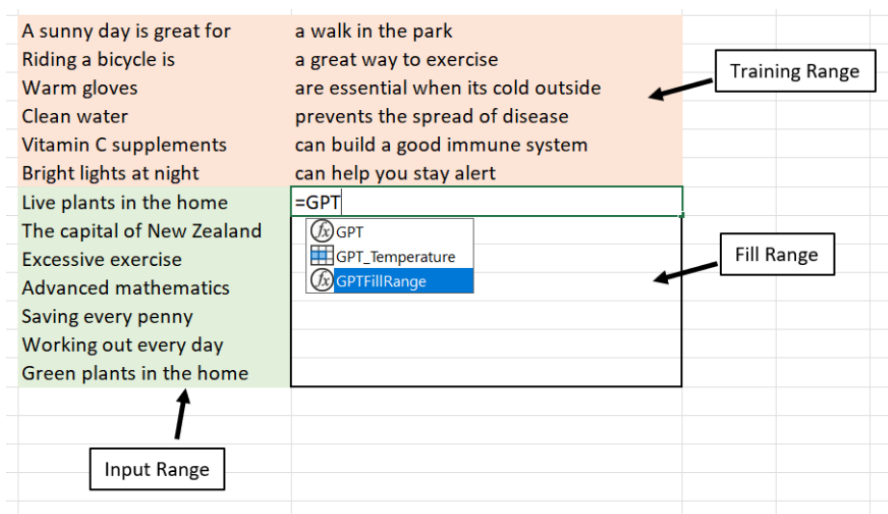 A sunny day is great for a walk in the park
Riding a bicycle is a great way to exercise
Training Range
Warm gloves are essential when its cold outside
Clean water prevents the spread of disease
Vitamin C supplements can build a good immune system
Bright lights at night can help you stay alert
Live plants in the home =GPT
The capital of New Zealand fx GPT
Excessive exercise GPT_Temperature
Fill Range
Advanced mathematics fx GPTFillRange
Saving every penny
Working out every day
Green plants in the home
Input Range